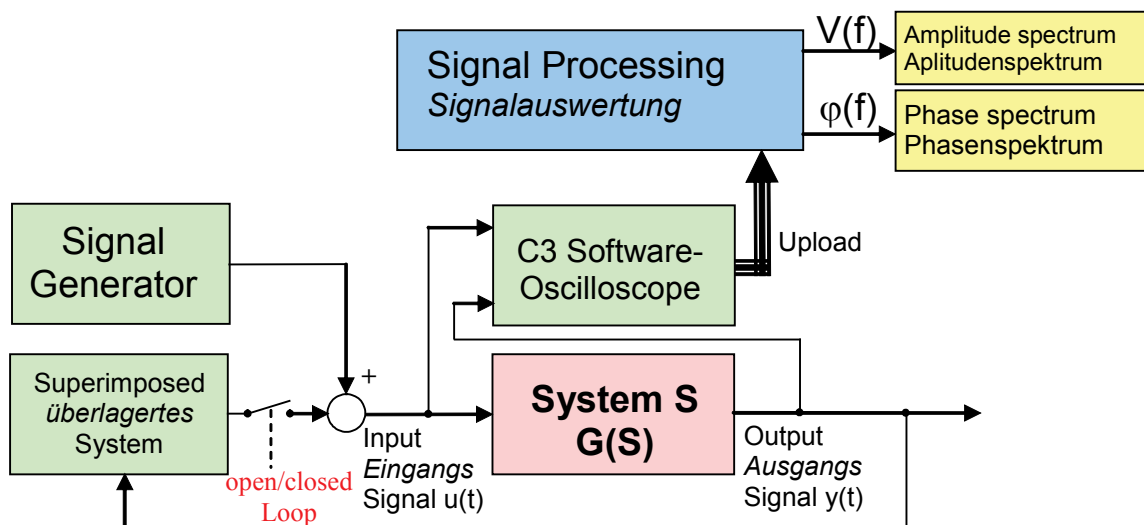 Signal Processing
Signalauswertung
V(f)
Amplitude spectrum
Aplitudenspektrum
φ(f)
Phase spectrum
Phasenspektrum
Signal
Generator
C3 Software-
Oscilloscope
Upload
Superimposed
überlagertes
System
+
open/closed
Loop
Input
Eingangs
Signal u(t)
System S
G(S)
Output
Ausgangs
Signal y(t)